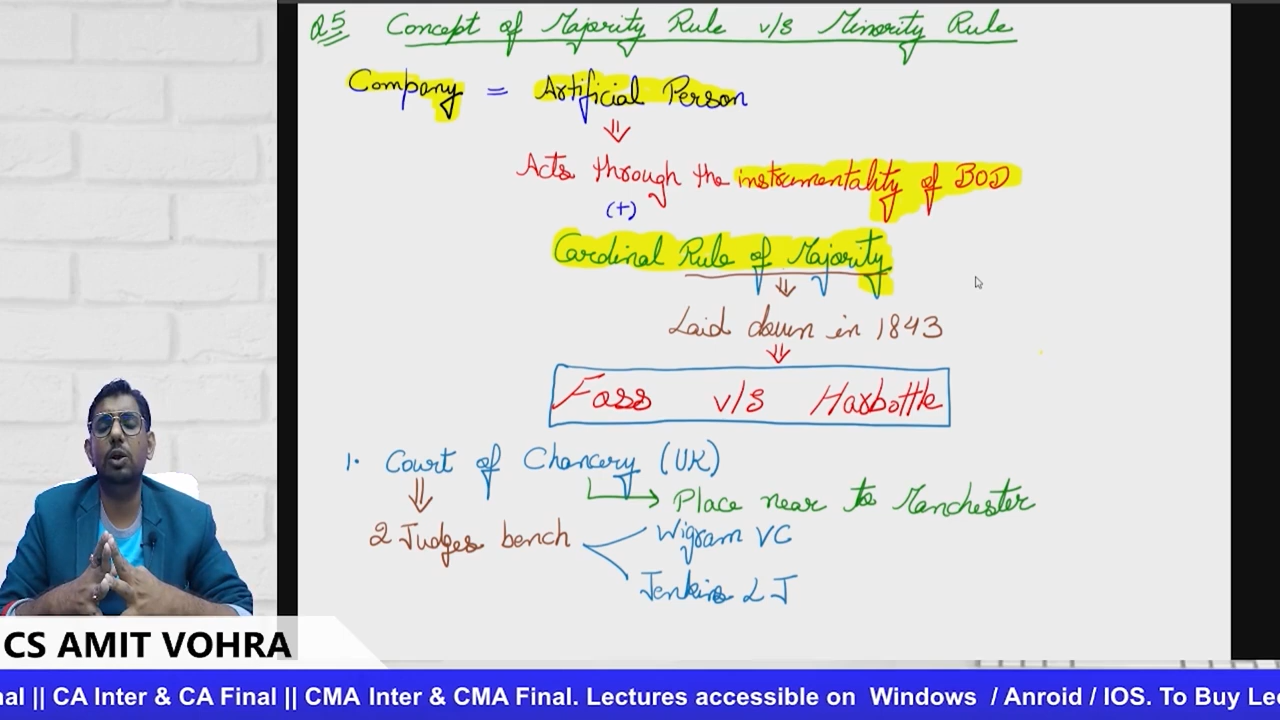 Q5 Concept of Majority Rule v/s Minority Rule
Company = Artificial Person
⇓
Acts through the instrumentality of BOD
(+)
Cardinal Rule of Majority
⇓
Laid down in 1843
⇓
Foss v/s Harbottle
1. Court of Chancery (UK)
⇓ → Place near to Manchester
2 Judges bench Wigram VC
Jenkins LJ
CS AMIT VOHRA
nal || CA Inter & CA Final || CMA Inter & CMA Final. Lectures accessible on Windows / Anroid / IOS. To Buy Lec